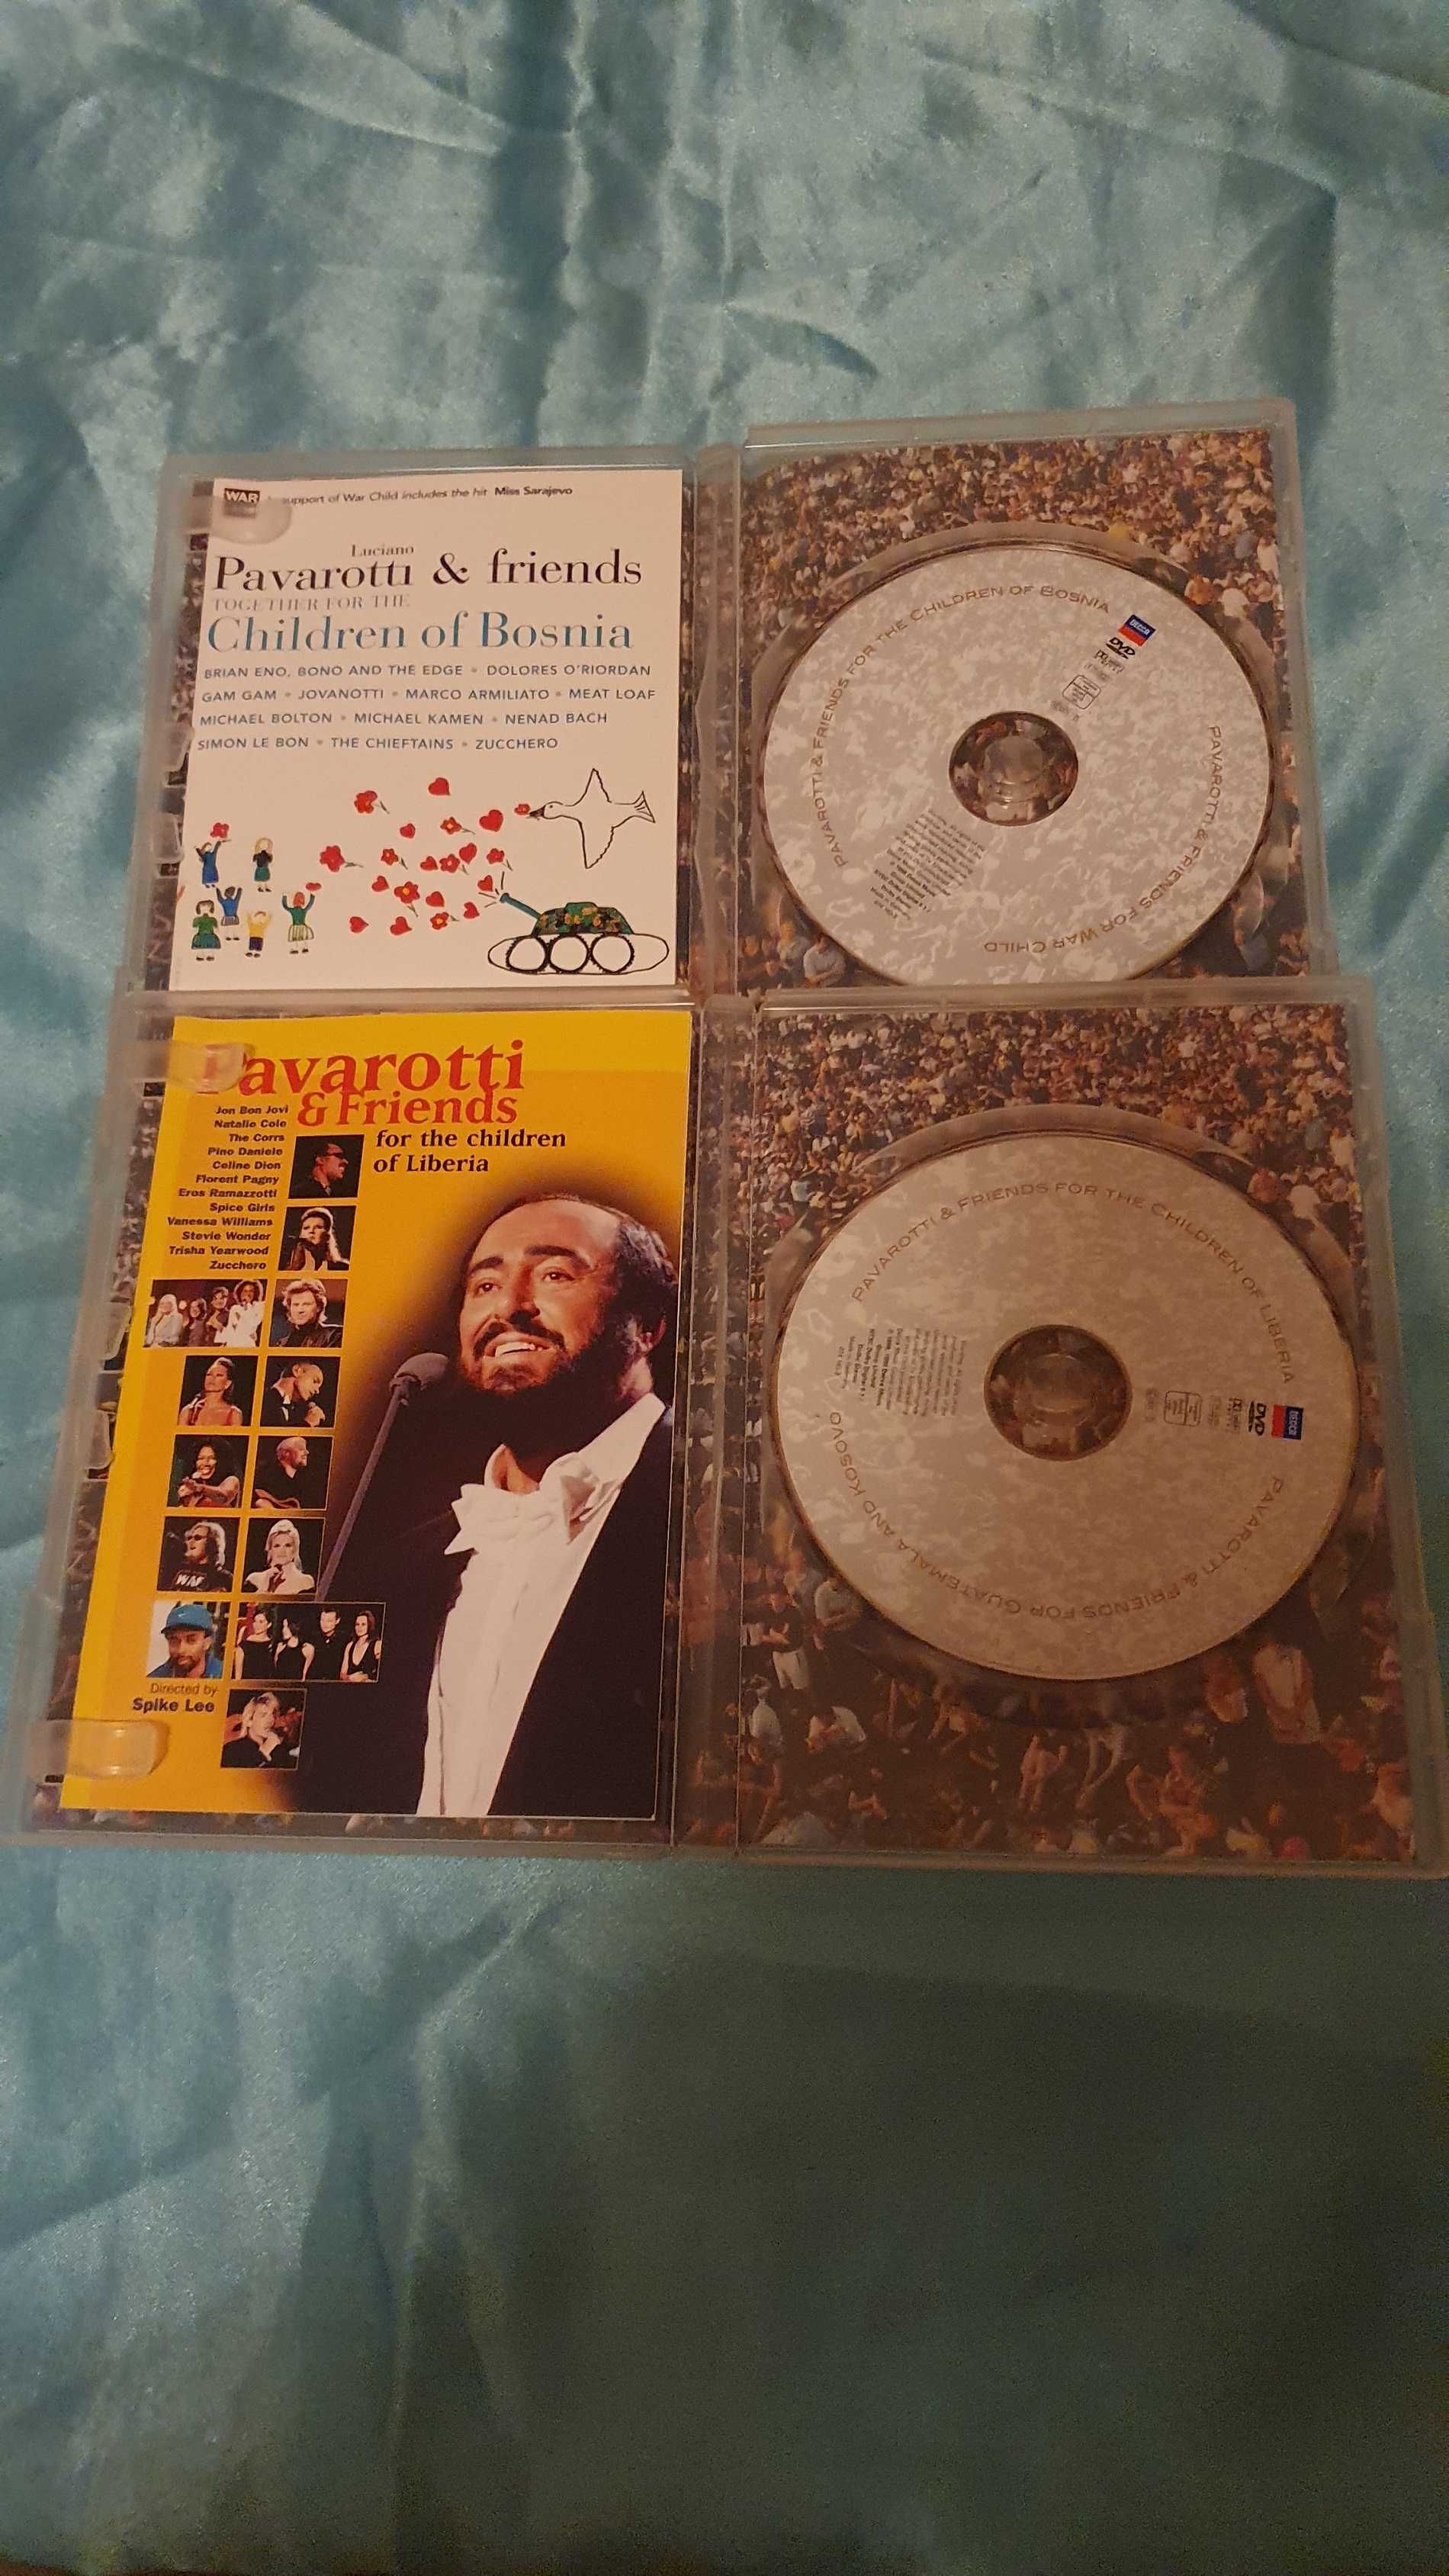 WAR
support of War Child includes the hit Miss Sarajevo
Luciano
Pavarotti & friends
TOGETHER FOR THE
Children of Bosnia
BRIAN ENO, BONO AND THE EDGE • DOLORES O'RIORDAN
GAM GAM • JOVANOTTI • MARCO ARMILIATO • MEAT LOAF
MICHAEL BOLTON • MICHAEL KAMEN • NENAD BACH
SIMON LE BON • THE CHIEFTAINS • ZUCCHERO
PAVAROTTI & FRIENDS FOR THE CHILDREN OF BOSNIA
DECCA
DVD
PAVAROTTI & FRIENDS FOR WAR CHILD
Pavarotti
& Friends
for the children
of Liberia
Jon Bon Jovi
Natalie Cole
The Corrs
Pino Daniele
Celine Dion
Florent Pagny
Eros Ramazzotti
Spice Girls
Vanessa Williams
Stevie Wonder
Trisha Yearwood
Zucchero
WAR
Directed by
Spike Lee
PAVAROTTI & FRIENDS FOR THE CHILDREN OF LIBERIA
DECCA
DVD
PAVAROTTI & FRIENDS FOR GUATEMALA AND KOSOVO